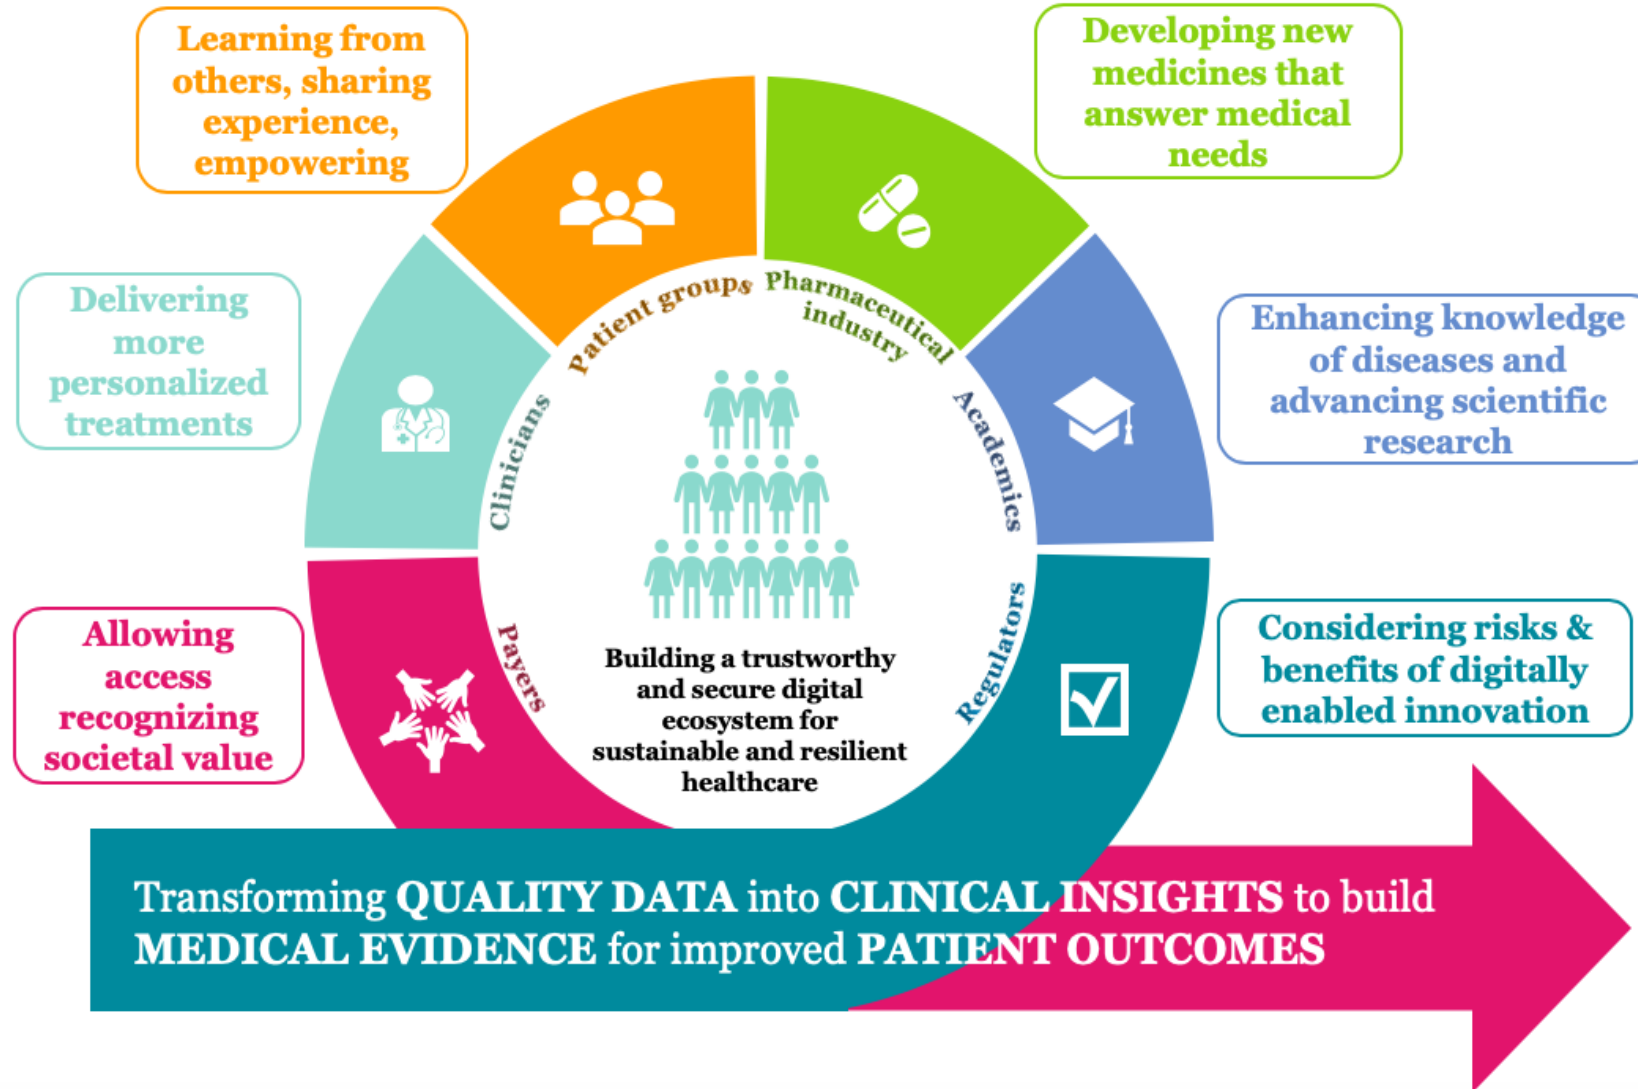 Learning from
others, sharing
experience,
empowering
Developing new
medicines that
answer medical
needs
Delivering
more
personalized
treatments
Enhancing knowledge
of diseases and
advancing scientific
research
Allowing
access
recognizing
societal value
Considering risks &
benefits of digitally
enabled innovation
Patient groups
Pharmaceutical
industry
Clinicians
Academics
Payers
Regulators
Building a trustworthy
and secure digital
ecosystem for
sustainable and resilient
healthcare
Transforming QUALITY DATA into CLINICAL INSIGHTS to build
MEDICAL EVIDENCE for improved PATIENT OUTCOMES